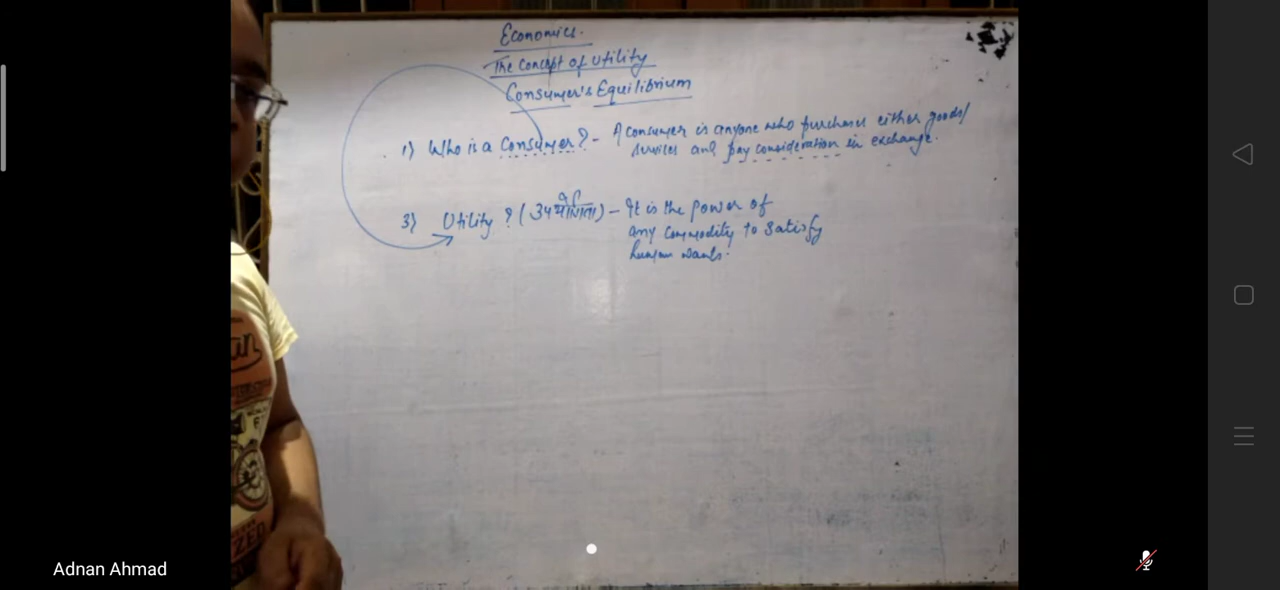 Economics.
The Concept of Utility
Consumer's Equilibrium
1) Who is a Consumer? - A consumer is anyone who purchases either goods/
services and pay consideration in exchange.
3) Utility ? ( उपयोगिता) - It is the power of
any commodity to satisfy
human wants.
ZED
Adnan Ahmad